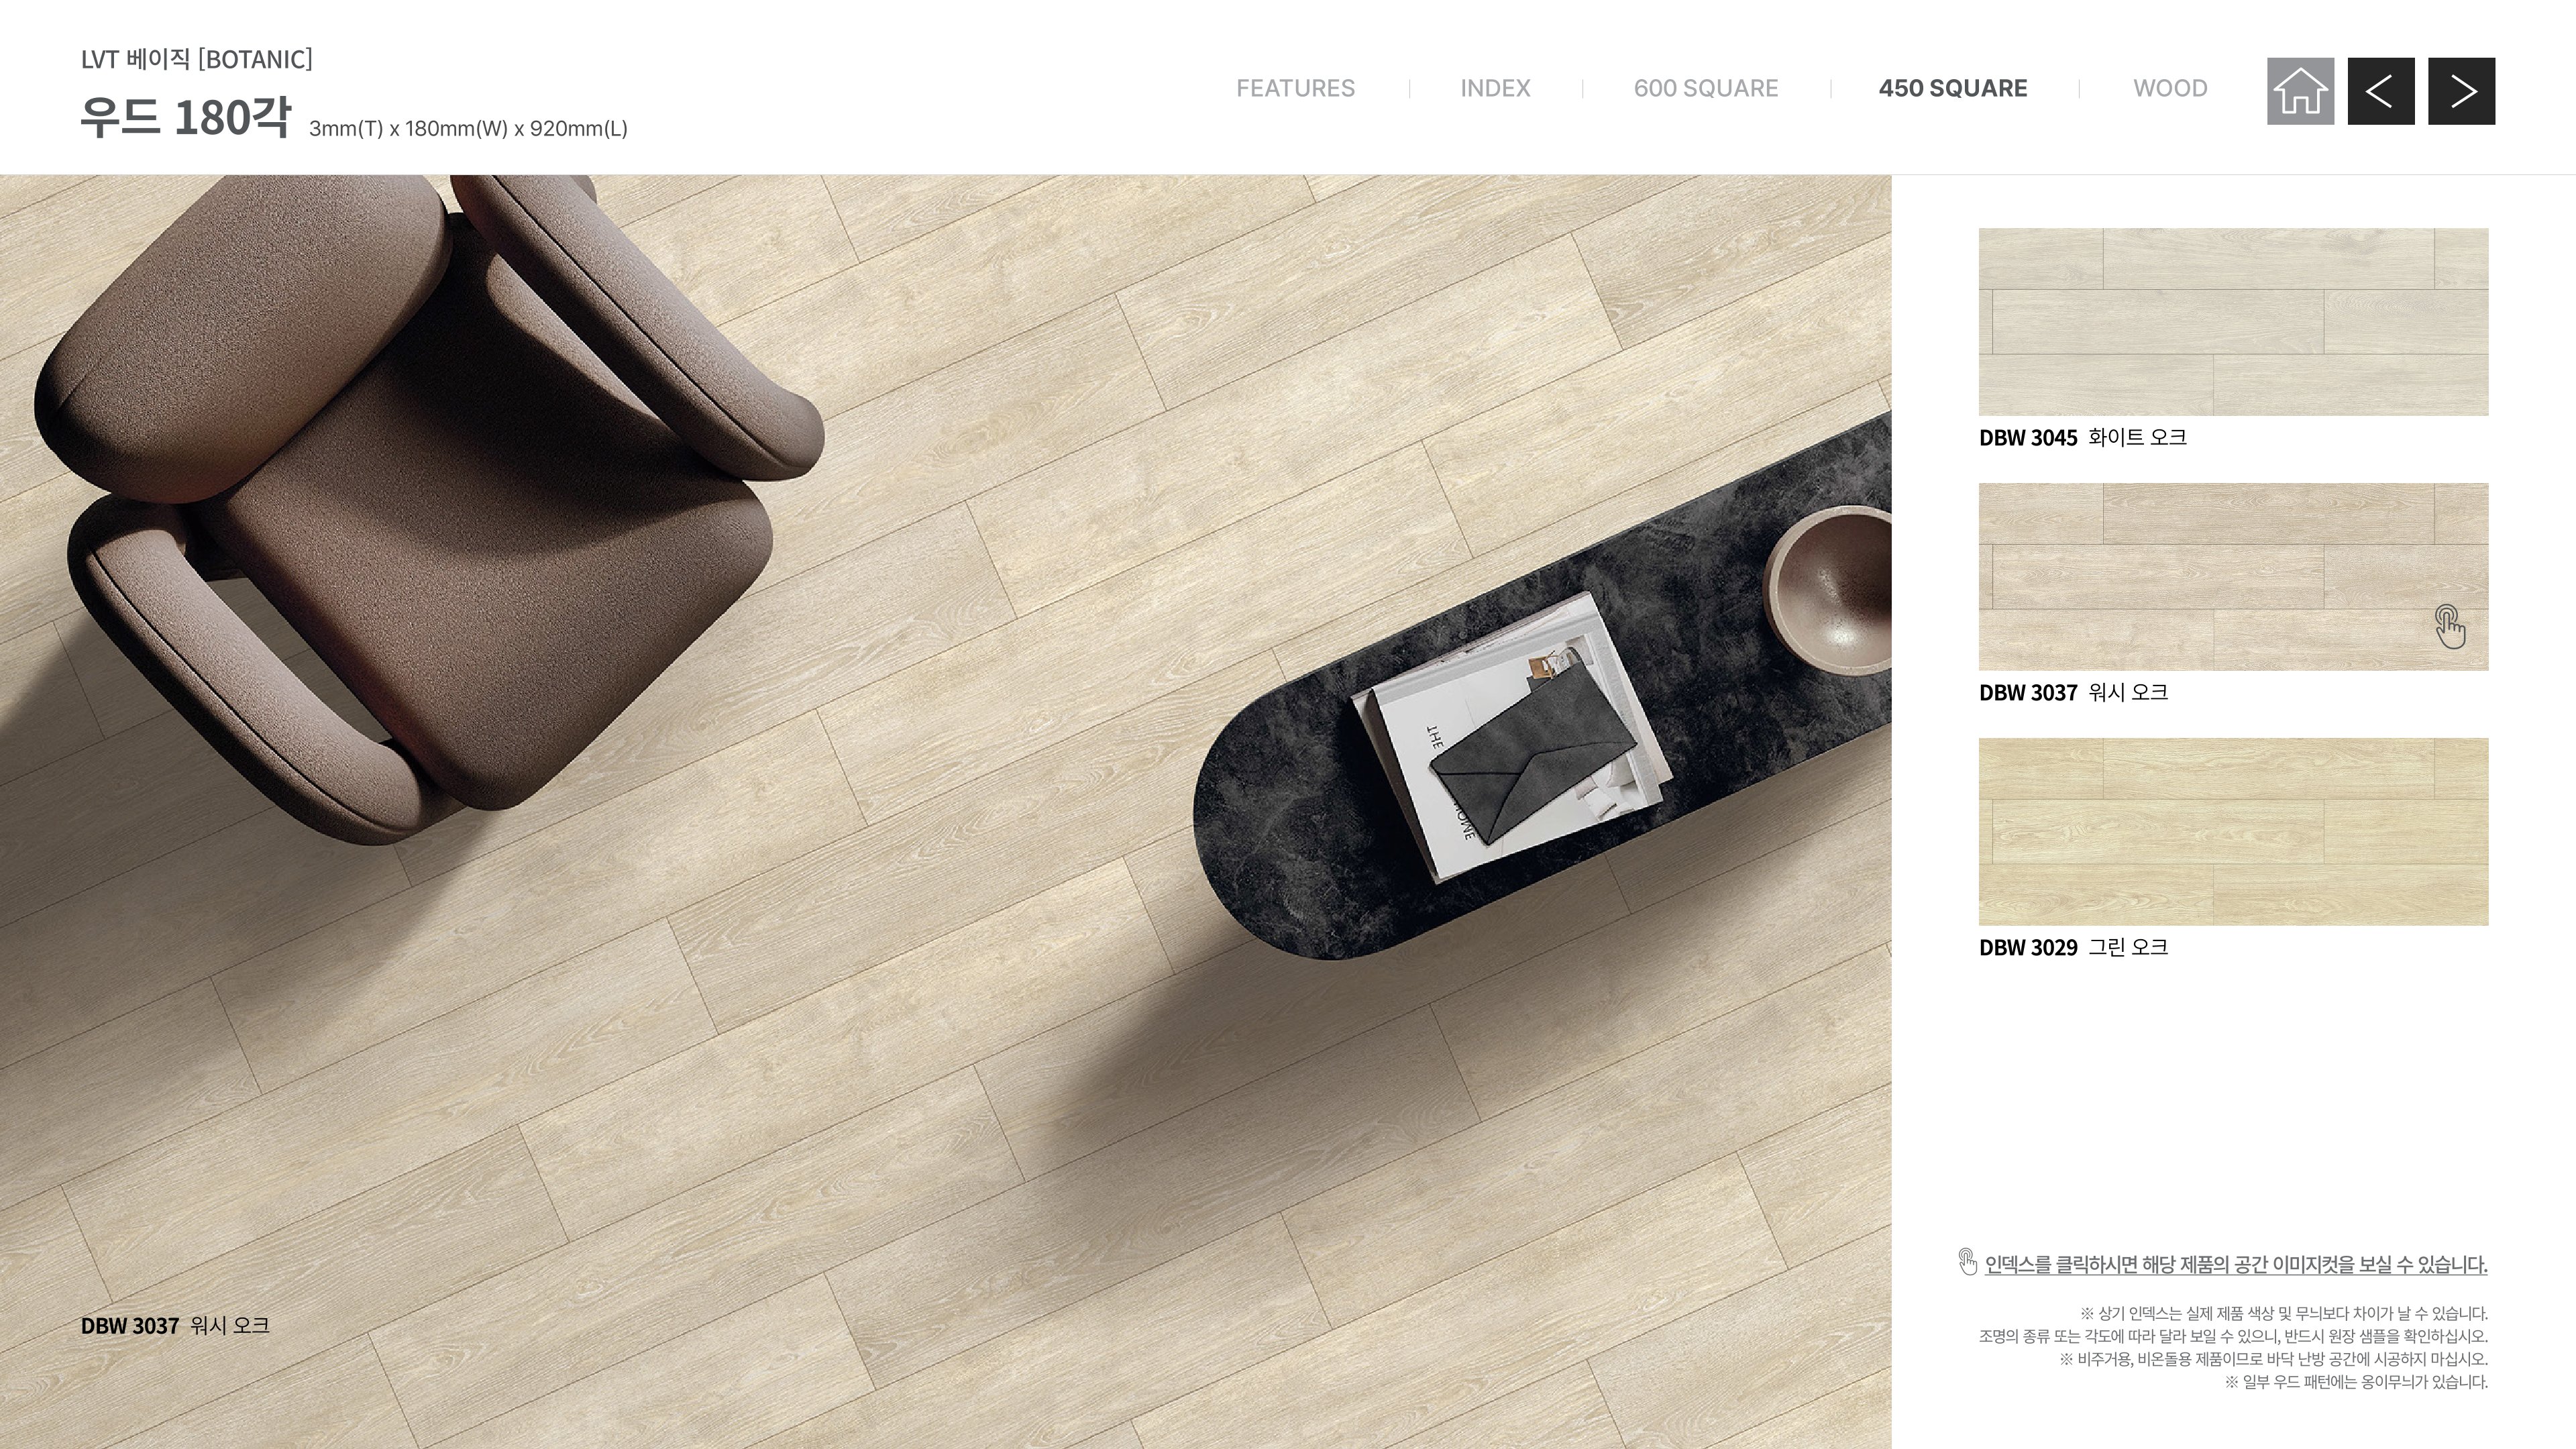 LVT 베이직 [BOTANIC]
우드 180각 3mm(T) x 180mm(W) x 920mm(L)
FEATURES
INDEX
600 SQUARE
450 SQUARE
WOOD
THE
HOME
DBW 3037 워시 오크
DBW 3045 화이트 오크
DBW 3037 워시 오크
DBW 3029 그린 오크
인덱스를 클릭하시면 해당 제품의 공간 이미지컷을 보실 수 있습니다.
※ 상기 인덱스는 실제 제품 색상 및 무늬보다 차이가 날 수 있습니다.
조명의 종류 또는 각도에 따라 달라 보일 수 있으니, 반드시 원장 샘플을 확인하십시오.
※ 비주거용, 비온돌용 제품이므로 바닥 난방 공간에 시공하지 마십시오.
※ 일부 우드 패턴에는 옹이무늬가 있습니다.